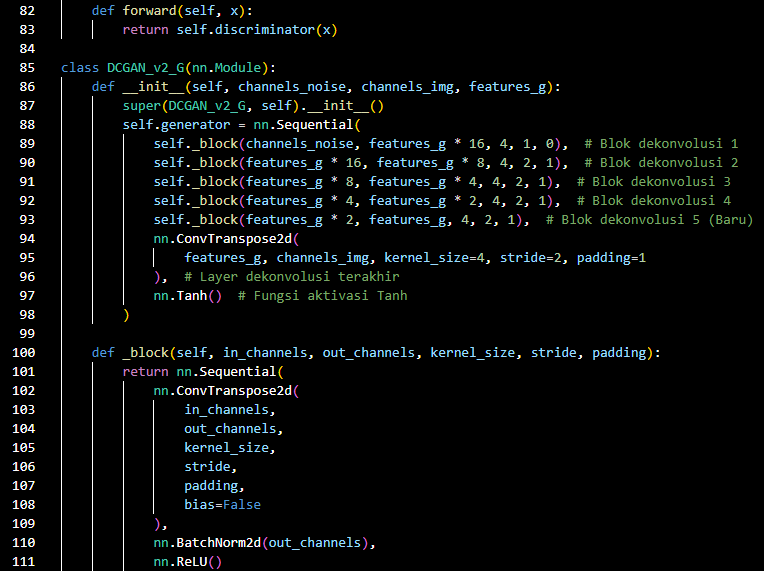 82 def forward(self, x):
83 return self.discriminator(x)
84
85 class DCGAN_v2_G(nn.Module):
86 def __init__(self, channels_noise, channels_img, features_g):
87 super(DCGAN_v2_G, self).__init__()
88 self.generator = nn.Sequential(
89 self._block(channels_noise, features_g * 16, 4, 1, 0), # Blok dekonvolusi 1
90 self._block(features_g * 16, features_g * 8, 4, 2, 1), # Blok dekonvolusi 2
91 self._block(features_g * 8, features_g * 4, 4, 2, 1), # Blok dekonvolusi 3
92 self._block(features_g * 4, features_g * 2, 4, 2, 1), # Blok dekonvolusi 4
93 self._block(features_g * 2, features_g, 4, 2, 1), # Blok dekonvolusi 5 (Baru)
94 nn.ConvTranspose2d(
95 features_g, channels_img, kernel_size=4, stride=2, padding=1
96 ), # Layer dekonvolusi terakhir
97 nn.Tanh() # Fungsi aktivasi Tanh
98 )
99
100 def _block(self, in_channels, out_channels, kernel_size, stride, padding):
101 return nn.Sequential(
102 nn.ConvTranspose2d(
103 in_channels,
104 out_channels,
105 kernel_size,
106 stride,
107 padding,
108 bias=False
109 ),
110 nn.BatchNorm2d(out_channels),
111 nn.ReLU()